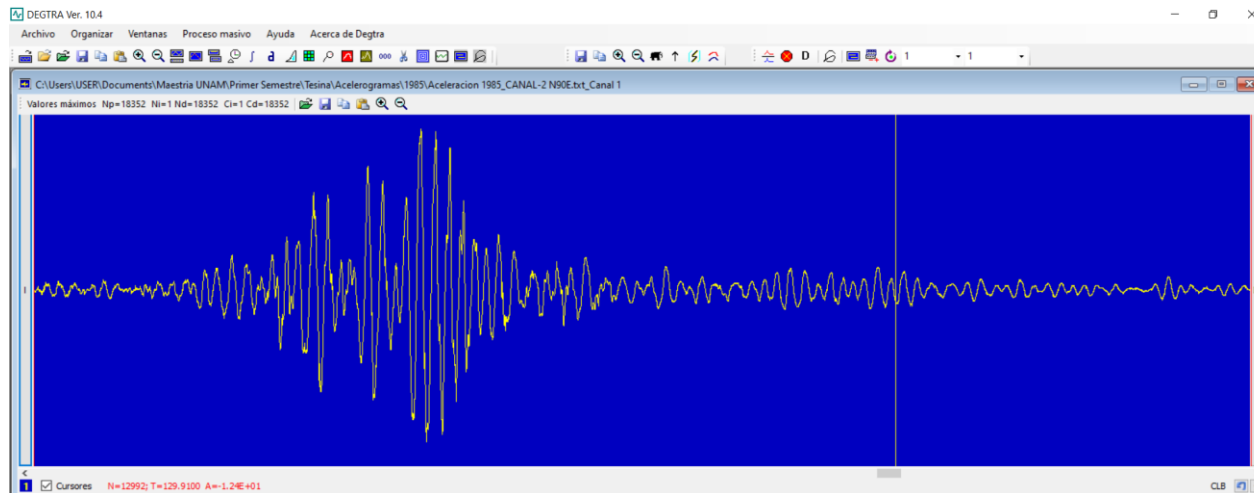 DEGTRA Ver. 10.4
Archivo Organizar Ventanas Proceso masivo Ayuda Acerca de Degtra
ʃ a ooo D 1 1
C:\Users\USER\Documents\Maestria UNAM\Primer Semestre\Tesina\Acelerogramas\1985\Aceleracion 1985_CANAL-2 N90E.txt_Canal 1
Valores máximos Np=18352 Ni=1 Nd=18352 Ci=1 Cd=18352
1 Cursores N=12992; T=129.9100 A=-1.24E+01 CLB